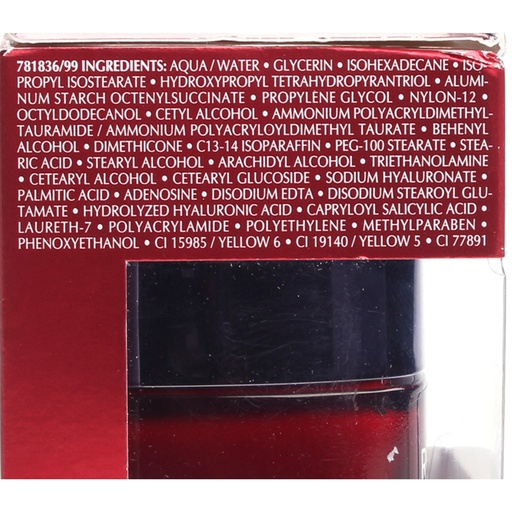 781836/99 INGREDIENTS: AQUA / WATER • GLYCERIN • ISOHEXADECANE • ISO-
PROPYL ISOSTEARATE • HYDROXYPROPYL TETRAHYDROPYRANTRIOL • ALUMI-
NUM STARCH OCTENYLSUCCINATE • PROPYLENE GLYCOL • NYLON-12 •
OCTYLDODECANOL • CETYL ALCOHOL • AMMONIUM POLYACRYLDIMETHYL-
TAURAMIDE / AMMONIUM POLYACRYLOYLDIMETHYL TAURATE • BEHENYL
ALCOHOL • DIMETHICONE • C13-14 ISOPARAFFIN • PEG-100 STEARATE • STEA-
RIC ACID • STEARYL ALCOHOL • ARACHIDYL ALCOHOL • TRIETHANOLAMINE
• CETEARYL ALCOHOL • CETEARYL GLUCOSIDE • SODIUM HYALURONATE •
PALMITIC ACID • ADENOSINE • DISODIUM EDTA • DISODIUM STEAROYL GLU-
TAMATE • HYDROLYZED HYALURONIC ACID • CAPRYLOYL SALICYLIC ACID •
LAURETH-7 • POLYACRYLAMIDE • POLYETHYLENE • METHYLPARABEN •
PHENOXYETHANOL • CI 15985 / YELLOW 6 • CI 19140 / YELLOW 5 • CI 77891